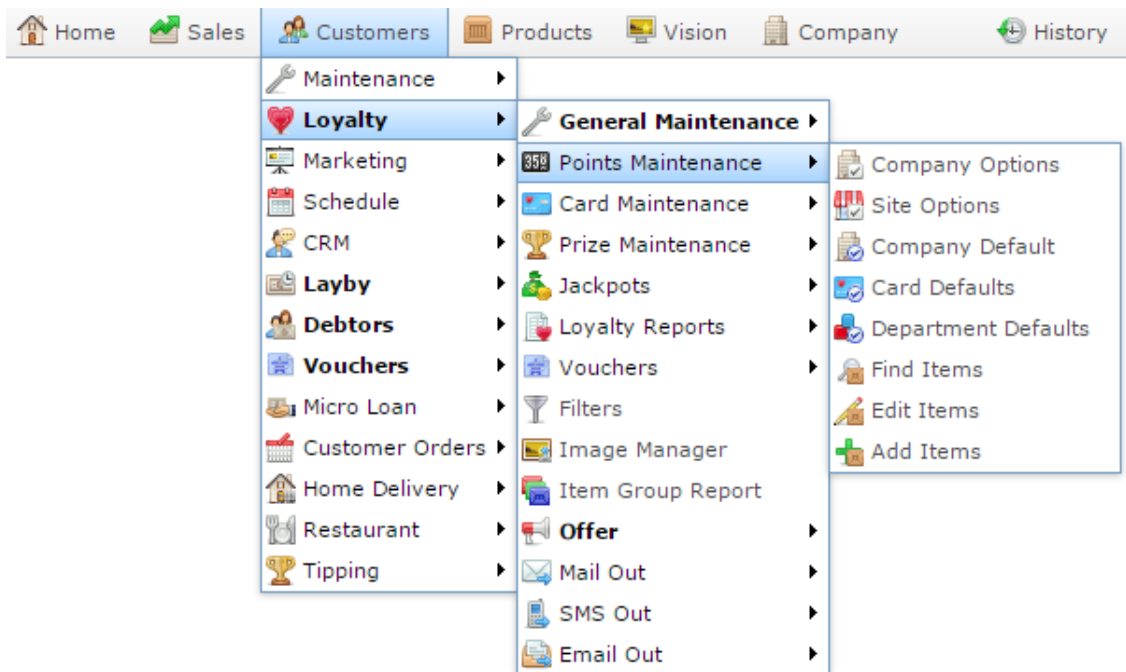 Home Sales Customers Products Vision Company History
Maintenance
Loyalty
Marketing
Schedule
CRM
Layby
Debtors
Vouchers
Micro Loan
Customer Orders
Home Delivery
Restaurant
Tipping
General Maintenance
Points Maintenance
Card Maintenance
Prize Maintenance
Jackpots
Loyalty Reports
Vouchers
Filters
Image Manager
Item Group Report
Offer
Mail Out
SMS Out
Email Out
Company Options
Site Options
Company Default
Card Defaults
Department Defaults
Find Items
Edit Items
Add Items